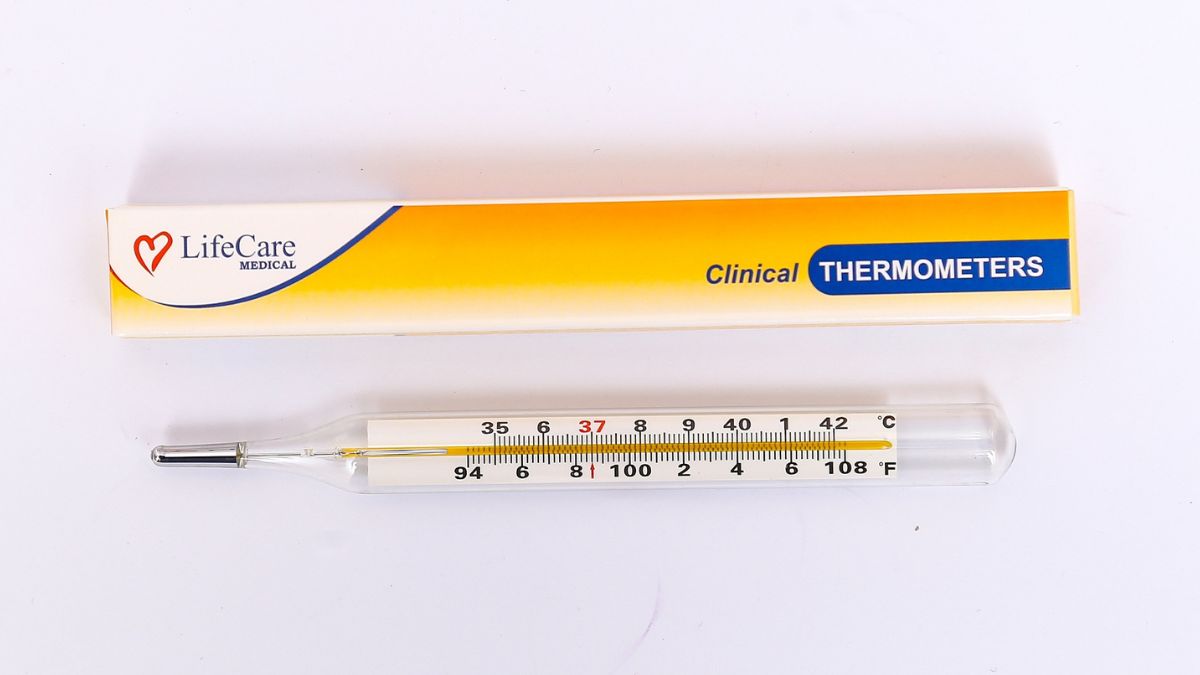 LifeCare
MEDICAL
Clinical THERMOMETERS
35 6 37 8 9 40 1 42 °C
94 6 8 100 2 4 6 108 °F